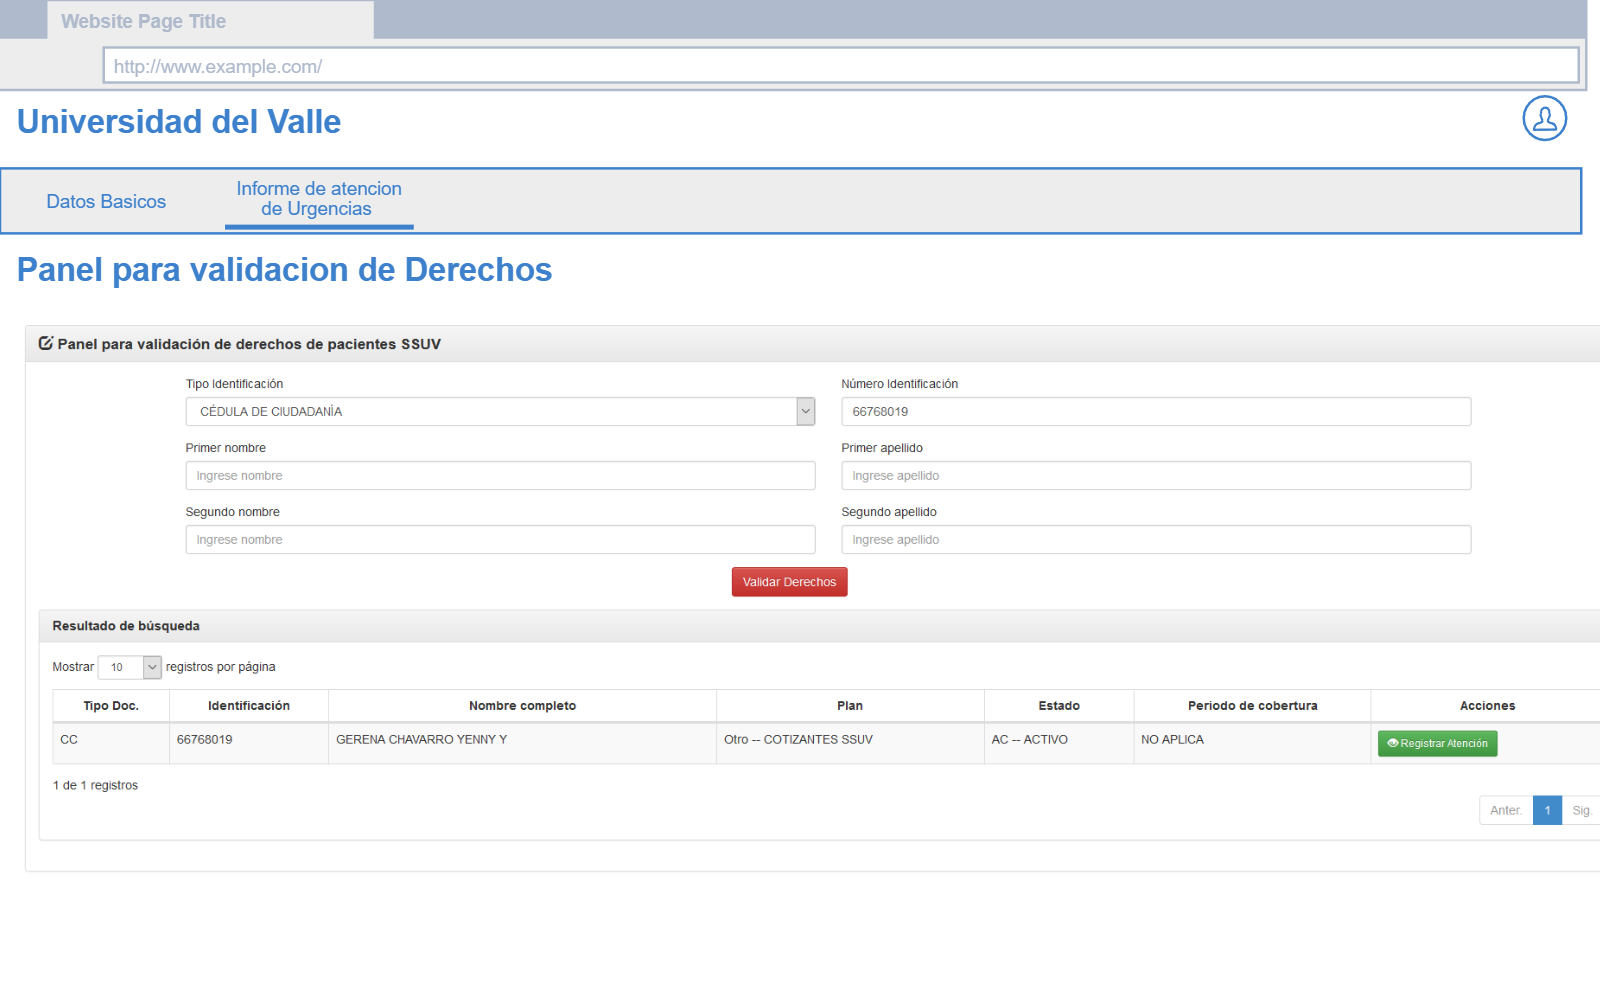 Website Page Title
http://www.example.com/
Universidad del Valle
Datos Basicos
Informe de atencion
de Urgencias
Panel para validacion de Derechos
Panel para validación de derechos de pacientes SSUV
Tipo Identificación
Número Identificación
CÉDULA DE CIUDADANÍA
66768019
Primer nombre
Primer apellido
Ingrese nombre
Ingrese apellido
Segundo nombre
Segundo apellido
Ingrese nombre
Ingrese apellido
Validar Derechos
Resultado de búsqueda
Mostrar 10 registros por página
Tipo Doc. Identificación Nombre completo Plan Estado Periodo de cobertura Acciones
CC 66768019 GERENA CHAVARRO YENNY Y Otro -- COTIZANTES SSUV AC -- ACTIVO NO APLICA Registrar Atención
1 de 1 registros
Anter. 1 Sig.